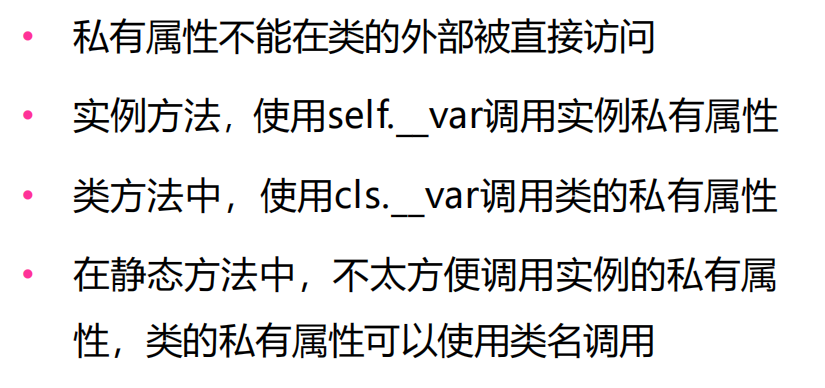 • 私有属性不能在类的外部被直接访问
• 实例方法，使用self.__var调用实例私有属性
• 类方法中，使用cls.__var调用类的私有属性
• 在静态方法中，不太方便调用实例的私有属
性，类的私有属性可以使用类名调用